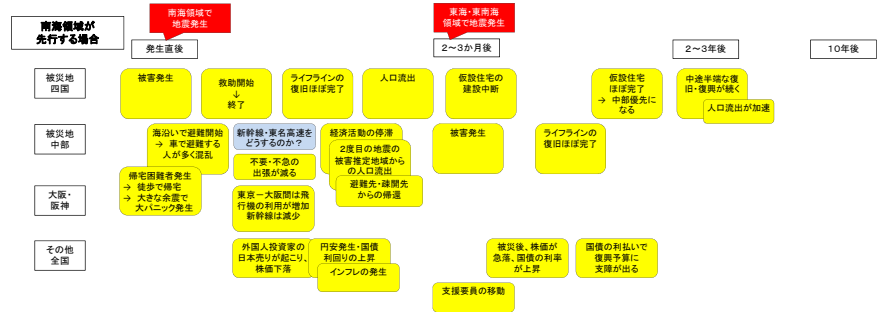 南海領域が
先行する場合
南海領域で
地震発生
東海・東南海
領域で地震発生
発生直後
2～3か月後
2～3年後
10年後
被災地
四国
被害発生
救助開始
↓
終了
ライフラインの
復旧ほぼ完了
人口流出
仮設住宅の
建設中断
仮設住宅
ほぼ完了
→ 中部優先に
なる
中途半端な復
旧・復興が続く
人口流出が加速
被災地
中部
海沿いで避難開始
→ 車で避難する
人が多く混乱
新幹線・東名高速を
どうするのか？
不要・不急の
出張が減る
経済活動の停滞
2度目の地震の
被害推定地域から
の人口流出
避難先・疎開先
からの帰還
被害発生
ライフラインの
復旧ほぼ完了
大阪・
阪神
帰宅困難者発生
→ 徒歩で帰宅
→ 大きな余震で
大パニック発生
東京－大阪間は飛
行機の利用が増加
新幹線は減少
その他
全国
外国人投資家の
日本売りが起こり、
株価下落
円安発生・国債
利回りの上昇
インフレの発生
被災後、株価が
急落、国債の利率
が上昇
国債の利払いで
復興予算に
支障が出る
支援要員の移動